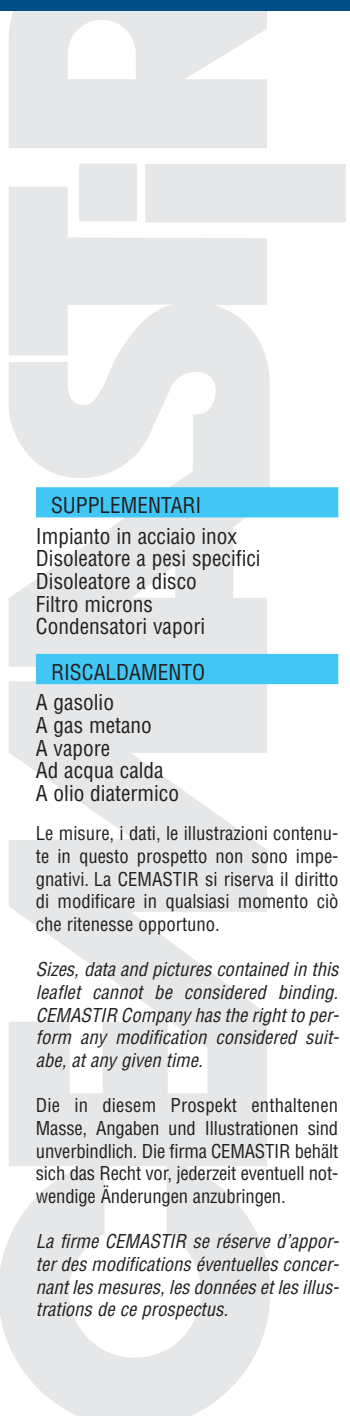 CEMASTiR
SUPPLEMENTARI
Impianto in acciaio inox
Disoleatore a pesi specifici
Disoleatore a disco
Filtro microns
Condensatori vapori
RISCALDAMENTO
A gasolio
A gas metano
A vapore
Ad acqua calda
A olio diatermico
Le misure, i dati, le illustrazioni contenu-
te in questo prospetto non sono impe-
gnativi. La CEMASTIR si riserva il diritto
di modificare in qualsiasi momento ciò
che ritenesse opportuno.
Sizes, data and pictures contained in this
leaflet cannot be considered binding.
CEMASTIR Company has the right to per-
form any modification considered suit-
abe, at any given time.
Die in diesem Prospekt enthaltenen
Masse, Angaben und Illustrationen sind
unverbindlich. Die firma CEMASTIR behält
sich das Recht vor, jederzeit eventuell not-
wendige Änderungen anzubringen.
La firme CEMASTIR se réserve d'appor-
ter des modifications éventuelles concer-
nant les mesures, les données et les illus-
trations de ce prospectus.